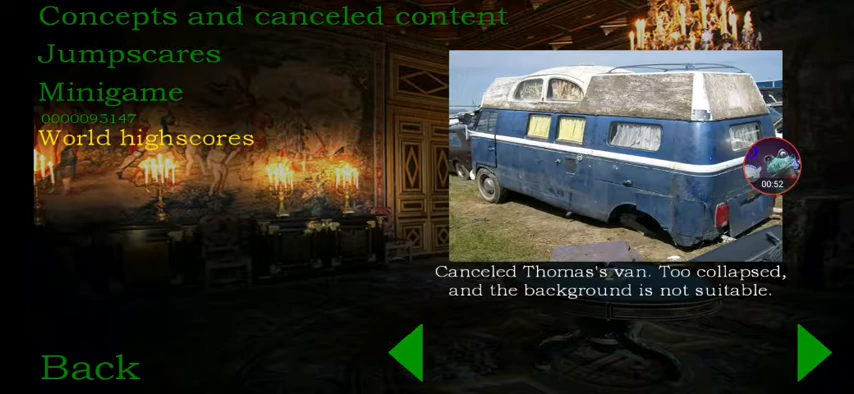 Concepts and canceled content
Jumpscares
Minigame
0000095147
World highscores
00:52
Canceled Thomas's van. Too collapsed,
and the background is not suitable.
Back